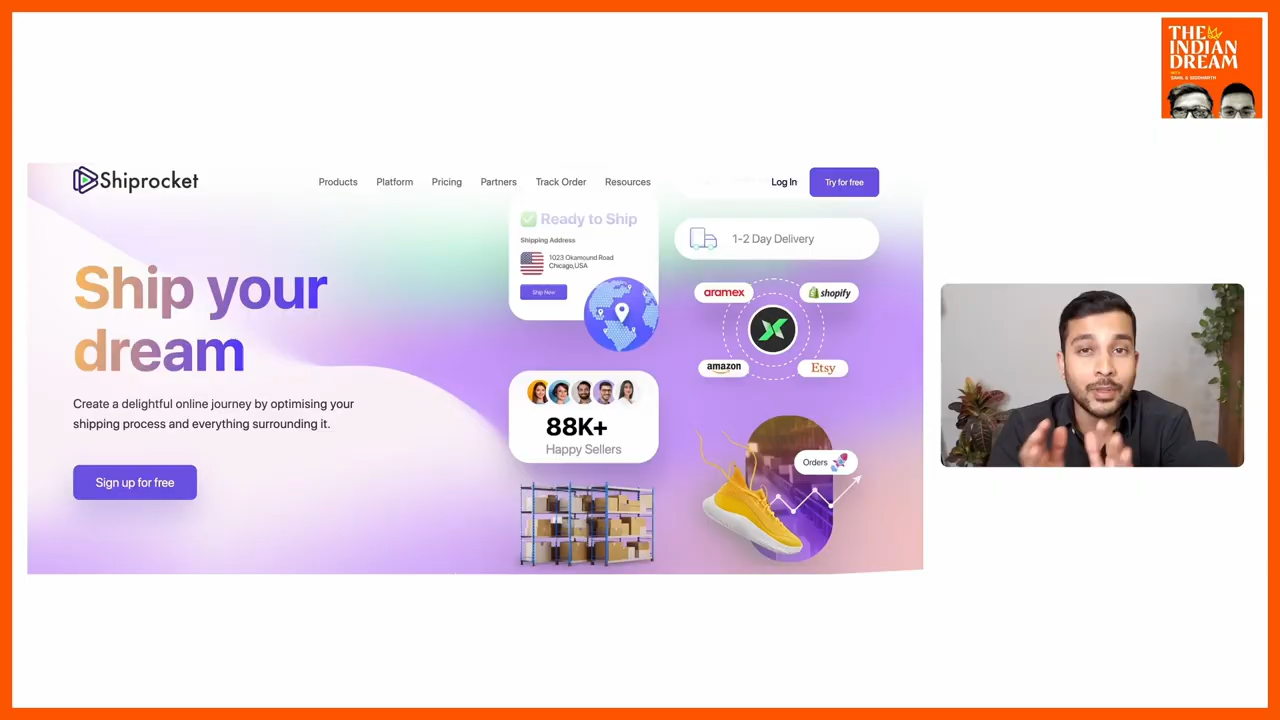 THE
INDIAN
DREAM
WITH
SAHIL & SIDDHARTH
Shiprocket
Products Platform Pricing Partners Track Order Resources
Log In
Try for free
✅ Ready to Ship
Shipping Address
1023 Okamound Road
Chicago,USA
Ship Now
1-2 Day Delivery
aramex
shopify
amazon
Etsy
Ship your
dream
Create a delightful online journey by optimising your
shipping process and everything surrounding it.
Sign up for free
88K+
Happy Sellers
Orders